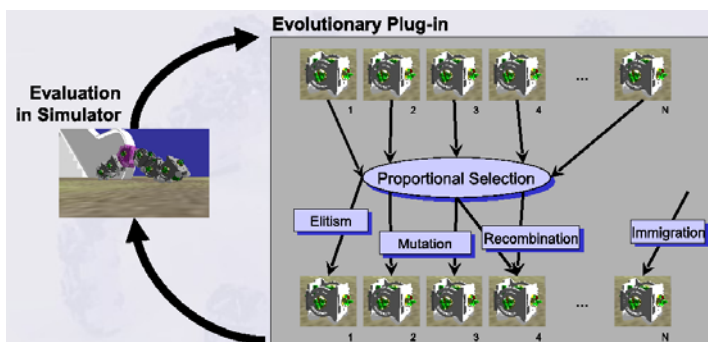 Evolutionary Plug-in
Evaluation
in Simulator
1 2 3 4 ... N
Proportional Selection
Elitism
Mutation
Recombination
Immigration
...
1 2 3 4 N